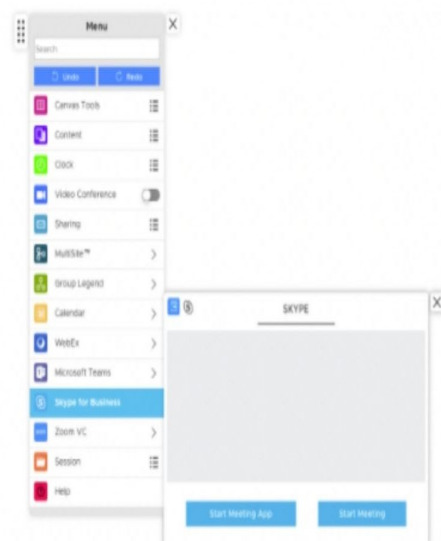 Menu
Search
Undo Redo
Canvas Tools
Content
Clock
Video Conference
Sharing
MultiSite™
Group Legend
Calendar
WebEx
Microsoft Teams
Skype for Business
Zoom VC
Session
Help
SKYPE
Start Meeting App Start Meeting